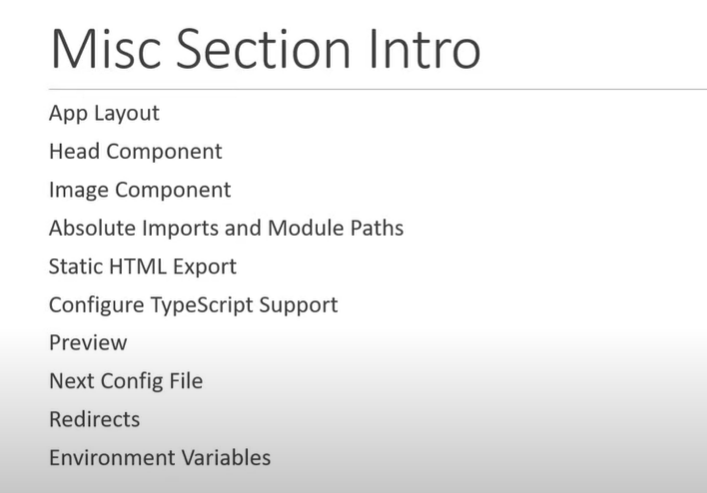 Misc Section Intro
App Layout
Head Component
Image Component
Absolute Imports and Module Paths
Static HTML Export
Configure TypeScript Support
Preview
Next Config File
Redirects
Environment Variables